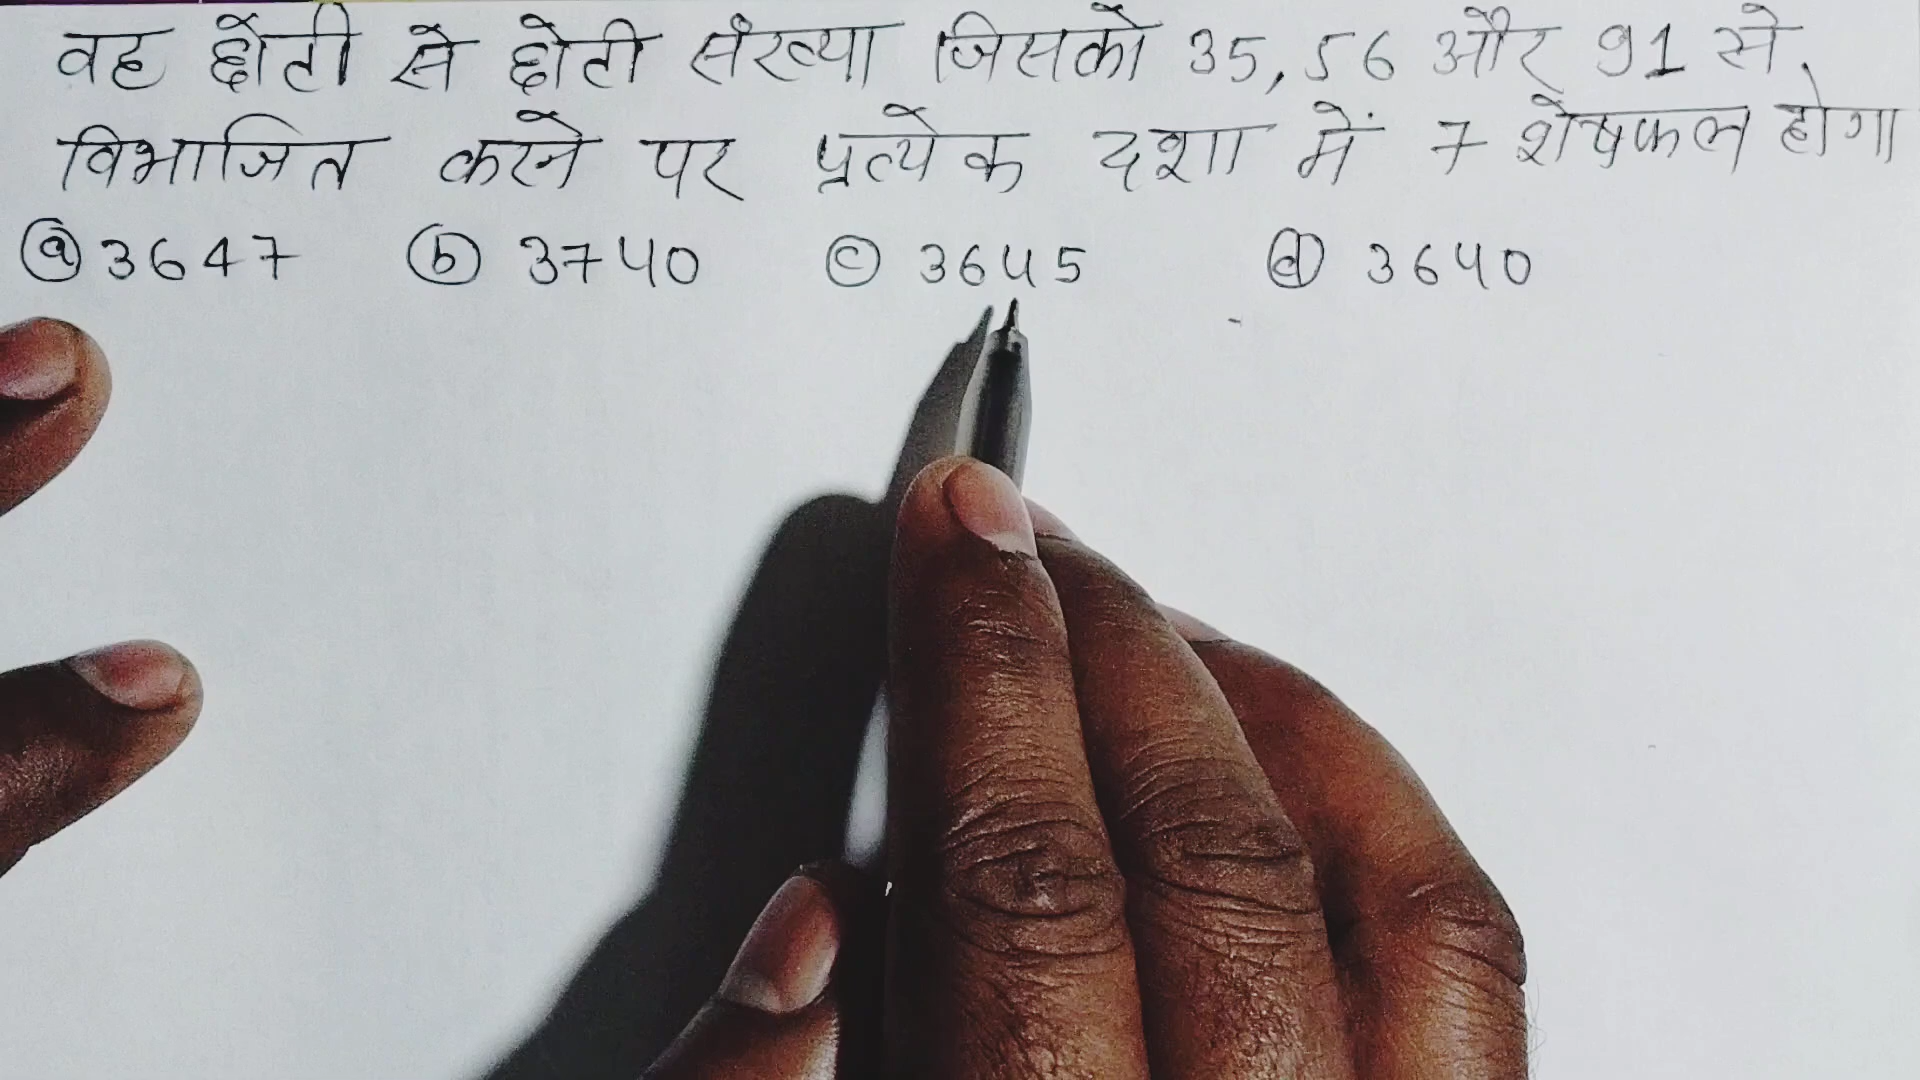 वह छोटी से छोटी संख्या जिसको 35, 56 और 91 से
विभाजित करने पर प्रत्येक दशा में 7 शेषफल होगा
ⓐ 3647 ⓑ 3740 ⓒ 3645 ⓓ 3640